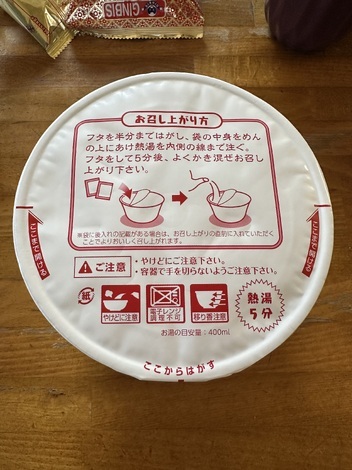 GINBIS
お召し上がり方
フタを半分まではがし、袋の中身をめん
の上にあけ熱湯を内側の線まで注ぐ。
フタをして5分後、よくかき混ぜお召し
上がり下さい。
※袋に後入れの記載がある場合は、お召し上がりの直前に入れていただく
ことでよりおいしく召し上がれます。
ここまで開ける
ここまで開ける
ご注意
・やけどにご注意下さい。
・容器で手を切らないようご注意下さい。
紙
やけどに注意
電子レンジ
調理不可
移り香注意
熱湯
5分
お湯の目安量:400ml
ここからはがす